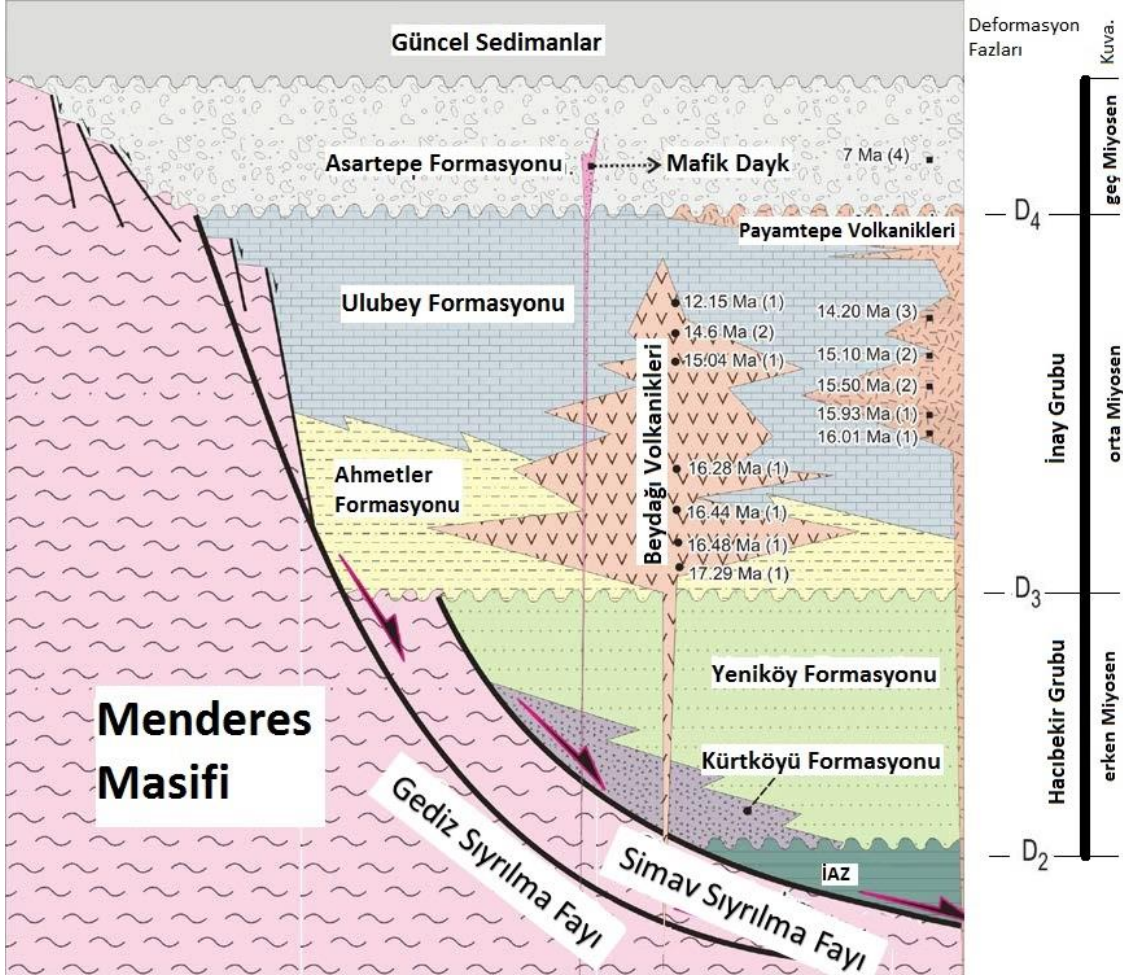 Güncel Sedimanlar
Deformasyon
Fazları
Kuva.
Asartepe Formasyonu
Mafik Dayk
7 Ma (4)
geç Miyosen
D4
Payamtepe Volkanikleri
Ulubey Formasyonu
12.15 Ma (1)
14.6 Ma (2)
15.04 Ma (1)
14.20 Ma (3)
15.10 Ma (2)
15.50 Ma (2)
15.93 Ma (1)
16.01 Ma (1)
Beydağı Volkanikleri
İnay Grubu
orta Miyosen
Ahmetler
Formasyonu
16.28 Ma (1)
16.44 Ma (1)
16.48 Ma (1)
17.29 Ma (1)
D3
Yeniköy Formasyonu
Kürtköyü Formasyonu
Hacıbekir Grubu
erken Miyosen
Menderes
Masifi
D2
İAZ
Gediz Sıyrılma Fayı
Simav Sıyrılma Fayı